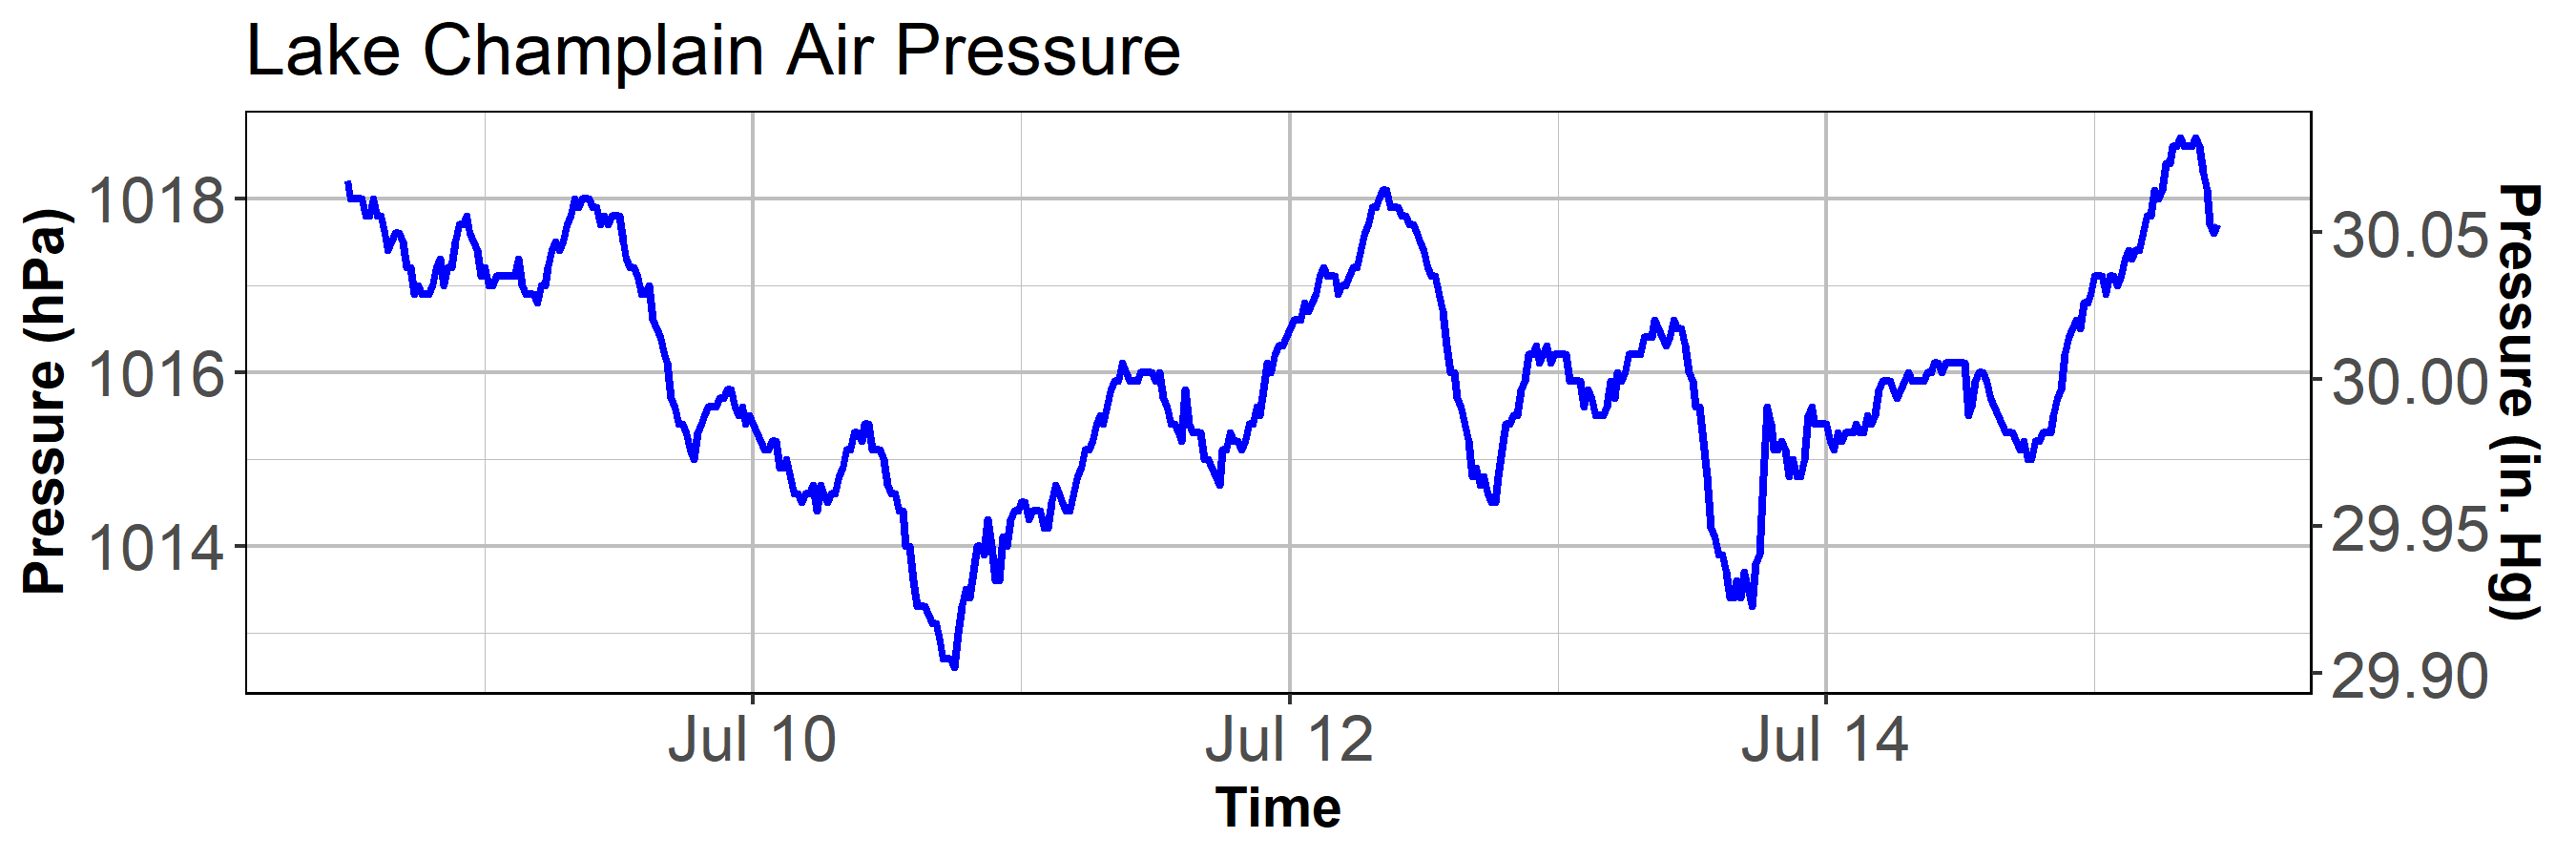 Lake Champlain Air Pressure
Pressure (hPa)
1018
1016
1014
30.05
30.00
29.95
29.90
Pressure (in. Hg)
Jul 10
Jul 12
Jul 14
Time